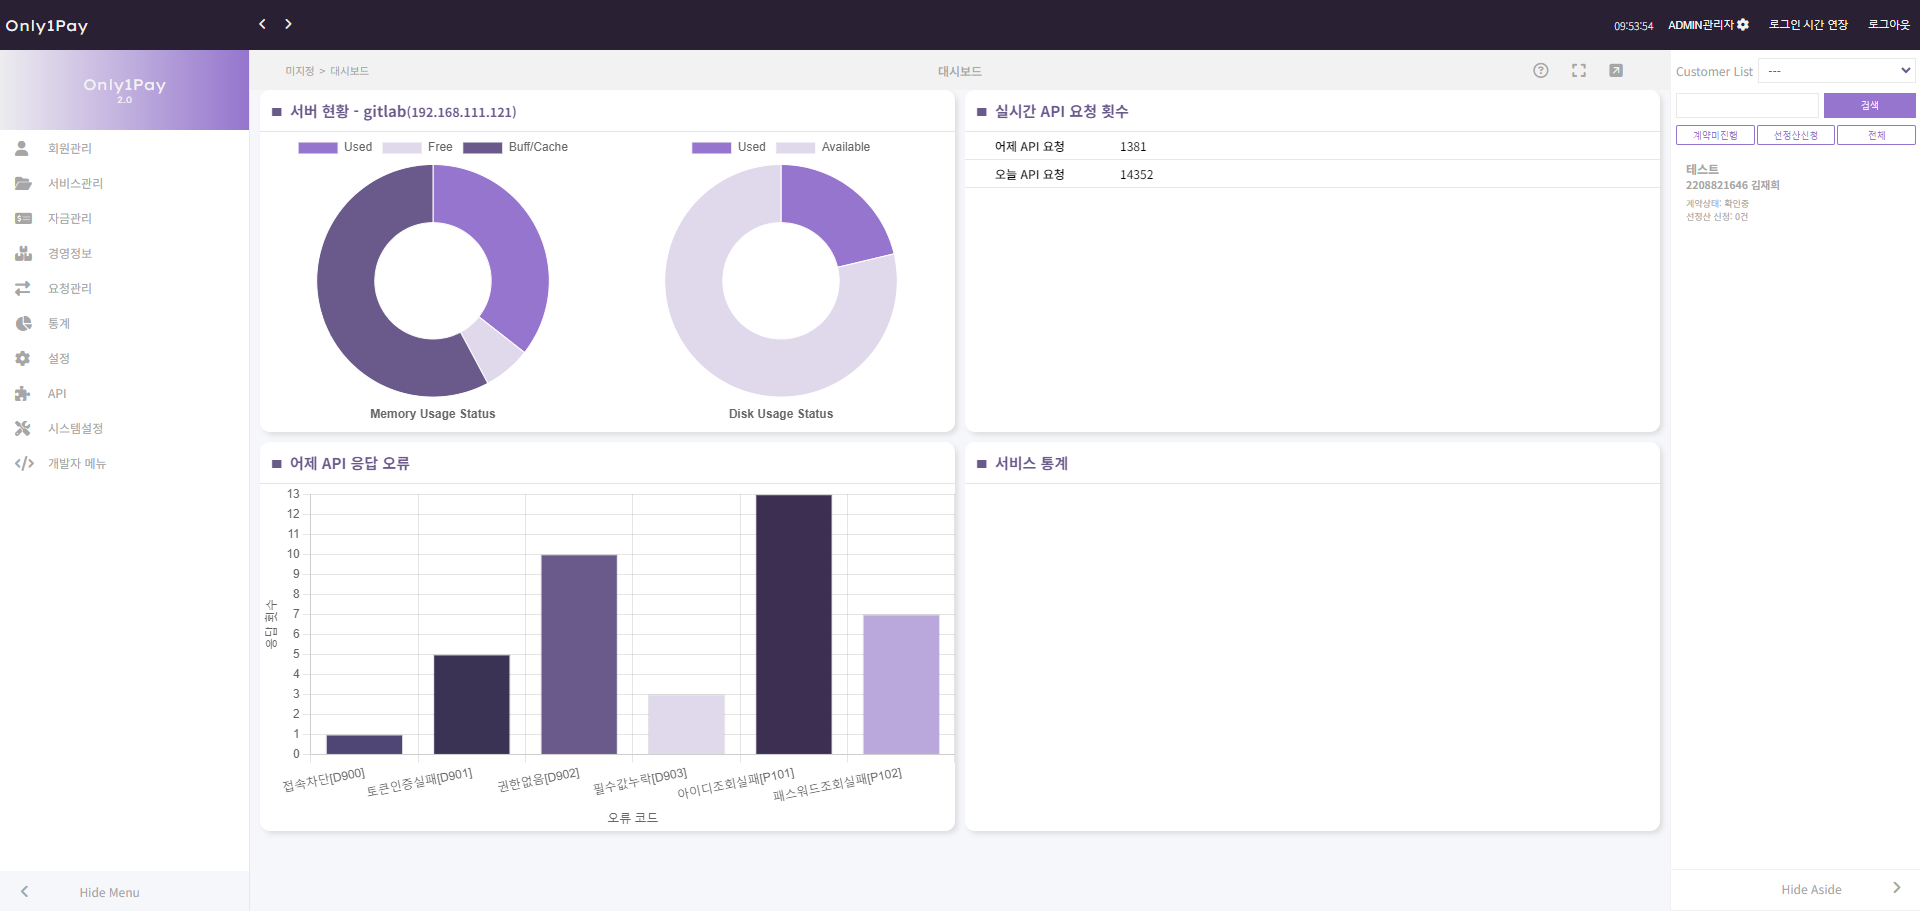 Only1Pay
09:53:54 ADMIN관리자 로그인 시간 연장 로그아웃
Only1Pay
2.0
회원관리
서비스관리
자금관리
경영정보
요청관리
통계
설정
API
시스템설정
개발자 메뉴
Hide Menu
미지정 > 대시보드
대시보드
서버 현황 - gitlab(192.168.111.121)
Used Free Buff/Cache
Memory Usage Status
Used Available
Disk Usage Status
실시간 API 요청 횟수
어제 API 요청 1381
오늘 API 요청 14352
어제 API 응답 오류
응답 횟수
13
12
11
10
9
8
7
6
5
4
3
2
1
0
접속차단[D900]
토큰인증실패[D901]
권한없음[D902]
필수값누락[D903]
아이디조회실패[P101]
패스워드조회실패[P102]
오류 코드
서비스 통계
Customer List ---
검색
계약미진행 선정산신청 전체
테스트
2208821646 김재희
계약상태: 확인중
선정산 신청: 0건
Hide Aside